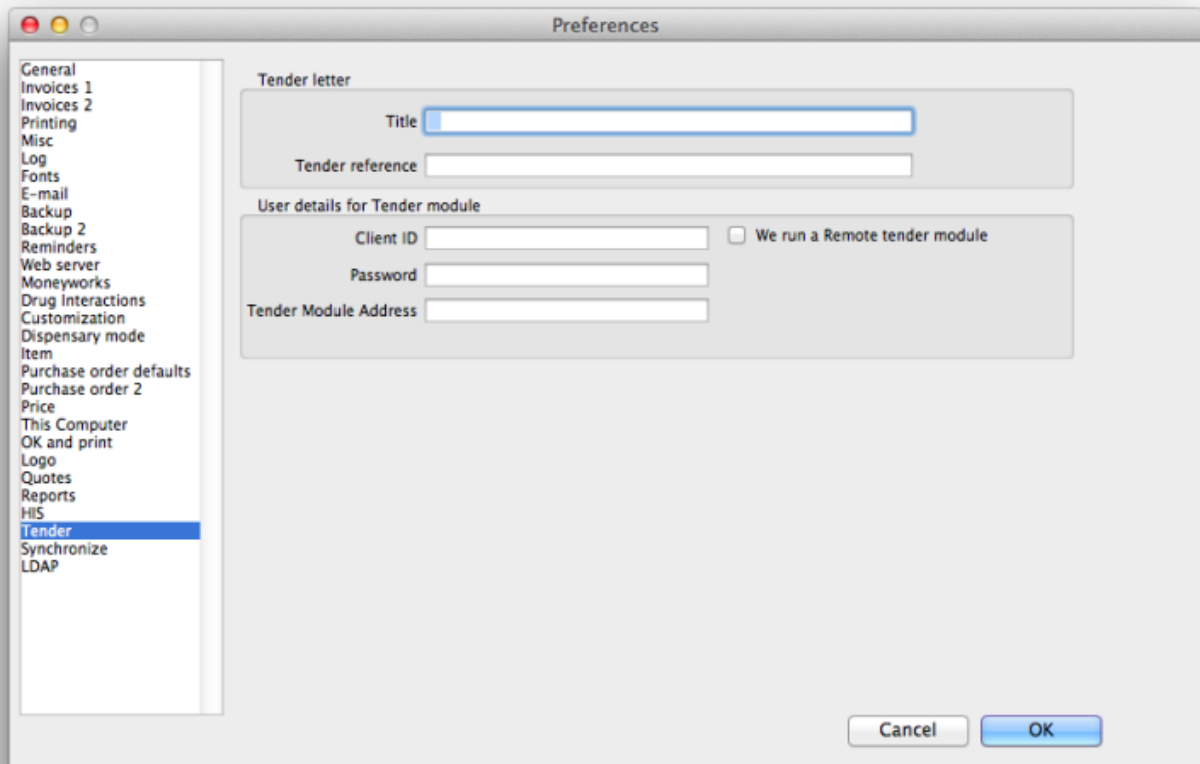 Preferences
General
Invoices 1
Invoices 2
Printing
Misc
Log
Fonts
E-mail
Backup
Backup 2
Reminders
Web server
Moneyworks
Drug Interactions
Customization
Dispensary mode
Item
Purchase order defaults
Purchase order 2
Price
This Computer
OK and print
Logo
Quotes
Reports
HIS
Tender
Synchronize
LDAP
Tender letter
Title
Tender reference
User details for Tender module
Client ID
We run a Remote tender module
Password
Tender Module Address
Cancel
OK